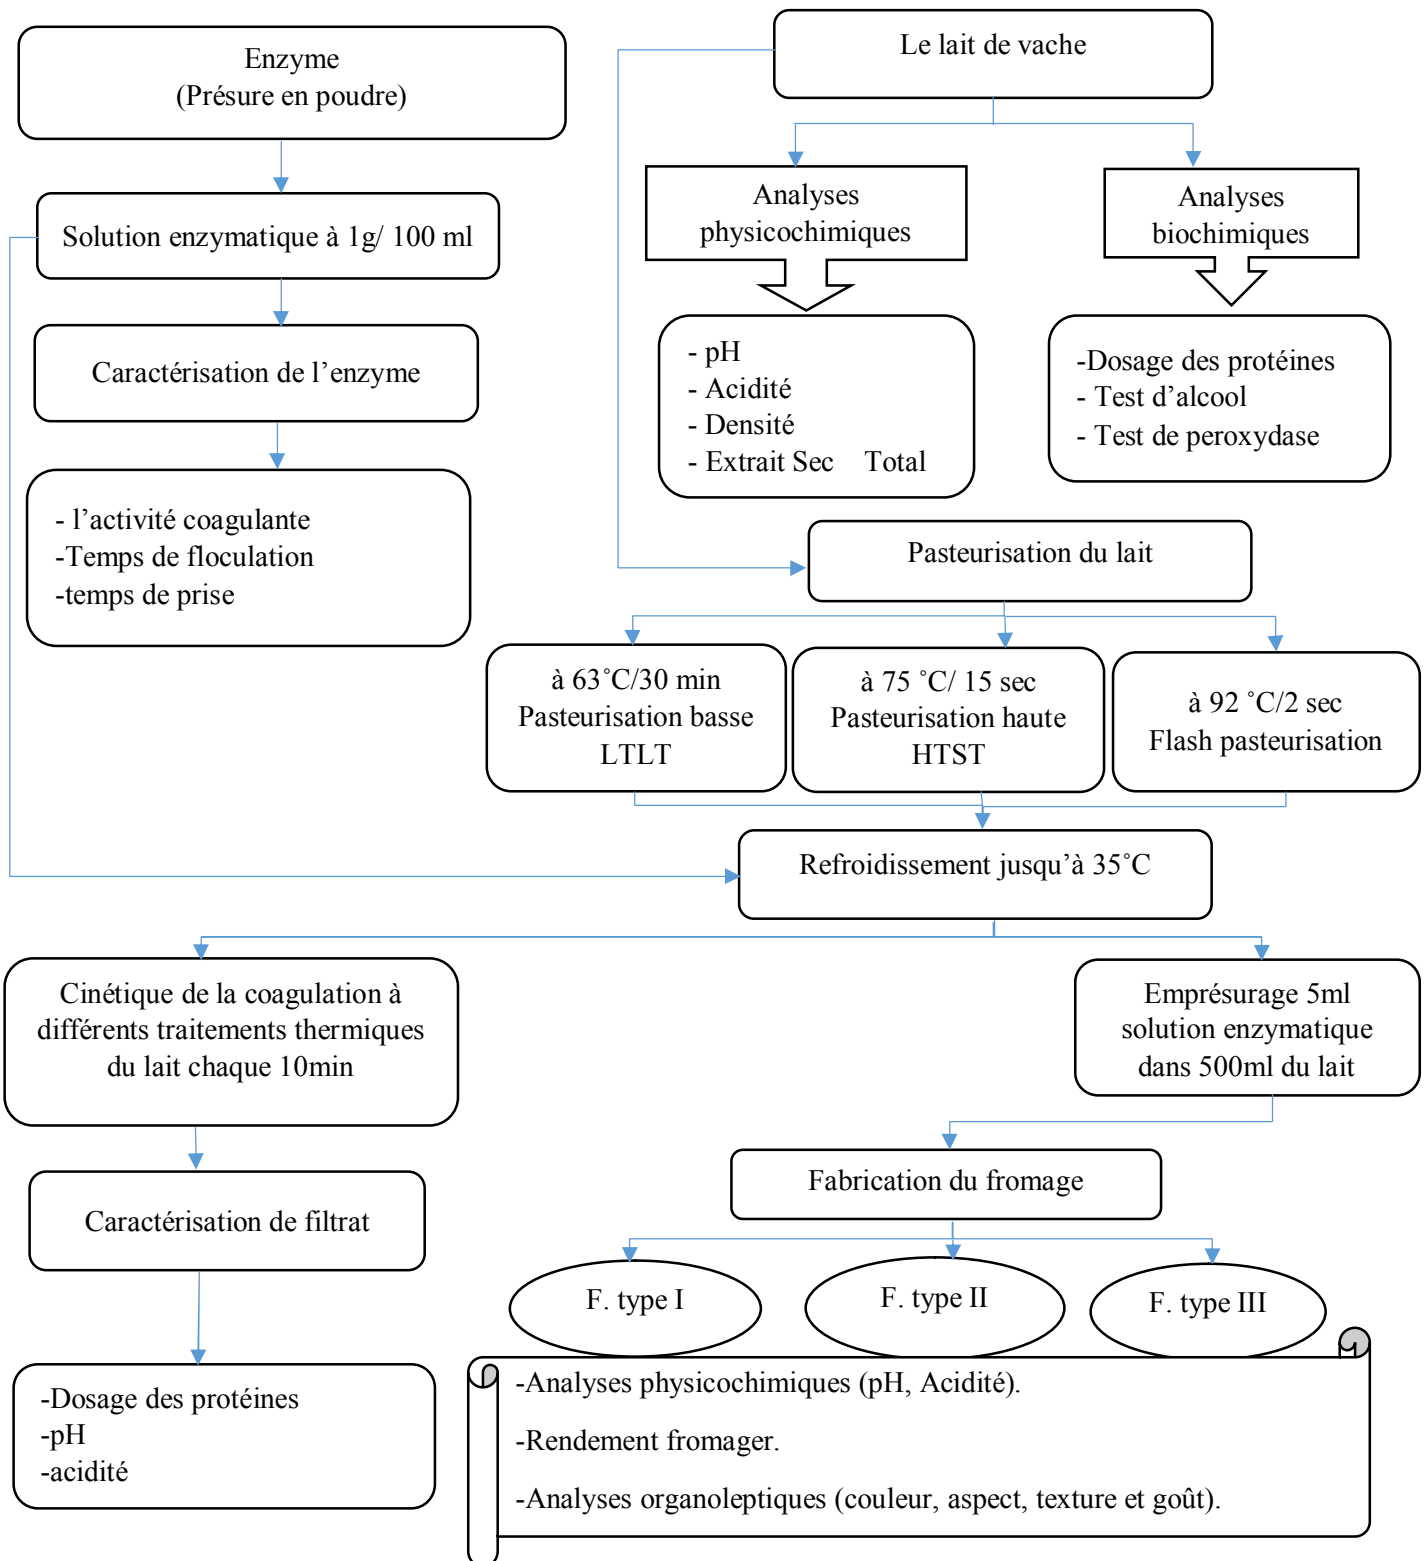 Enzyme
(Présure en poudre)
Le lait de vache
Solution enzymatique à 1g/ 100 ml
Analyses
physicochimiques
Analyses
biochimiques
Caractérisation de l’enzyme
- pH
- Acidité
- Densité
- Extrait Sec Total
-Dosage des protéines
- Test d’alcool
- Test de peroxydase
- l’activité coagulante
-Temps de floculation
-temps de prise
Pasteurisation du lait
à 63˚C/30 min
Pasteurisation basse
LTLT
à 75 ˚C/ 15 sec
Pasteurisation haute
HTST
à 92 ˚C/2 sec
Flash pasteurisation
Refroidissement jusqu’à 35˚C
Cinétique de la coagulation à
différents traitements thermiques
du lait chaque 10min
Emprésurage 5ml
solution enzymatique
dans 500ml du lait
Caractérisation de filtrat
Fabrication du fromage
F. type I
F. type II
F. type III
-Dosage des protéines
-pH
-acidité
-Analyses physicochimiques (pH, Acidité).
-Rendement fromager.
-Analyses organoleptiques (couleur, aspect, texture et goût).